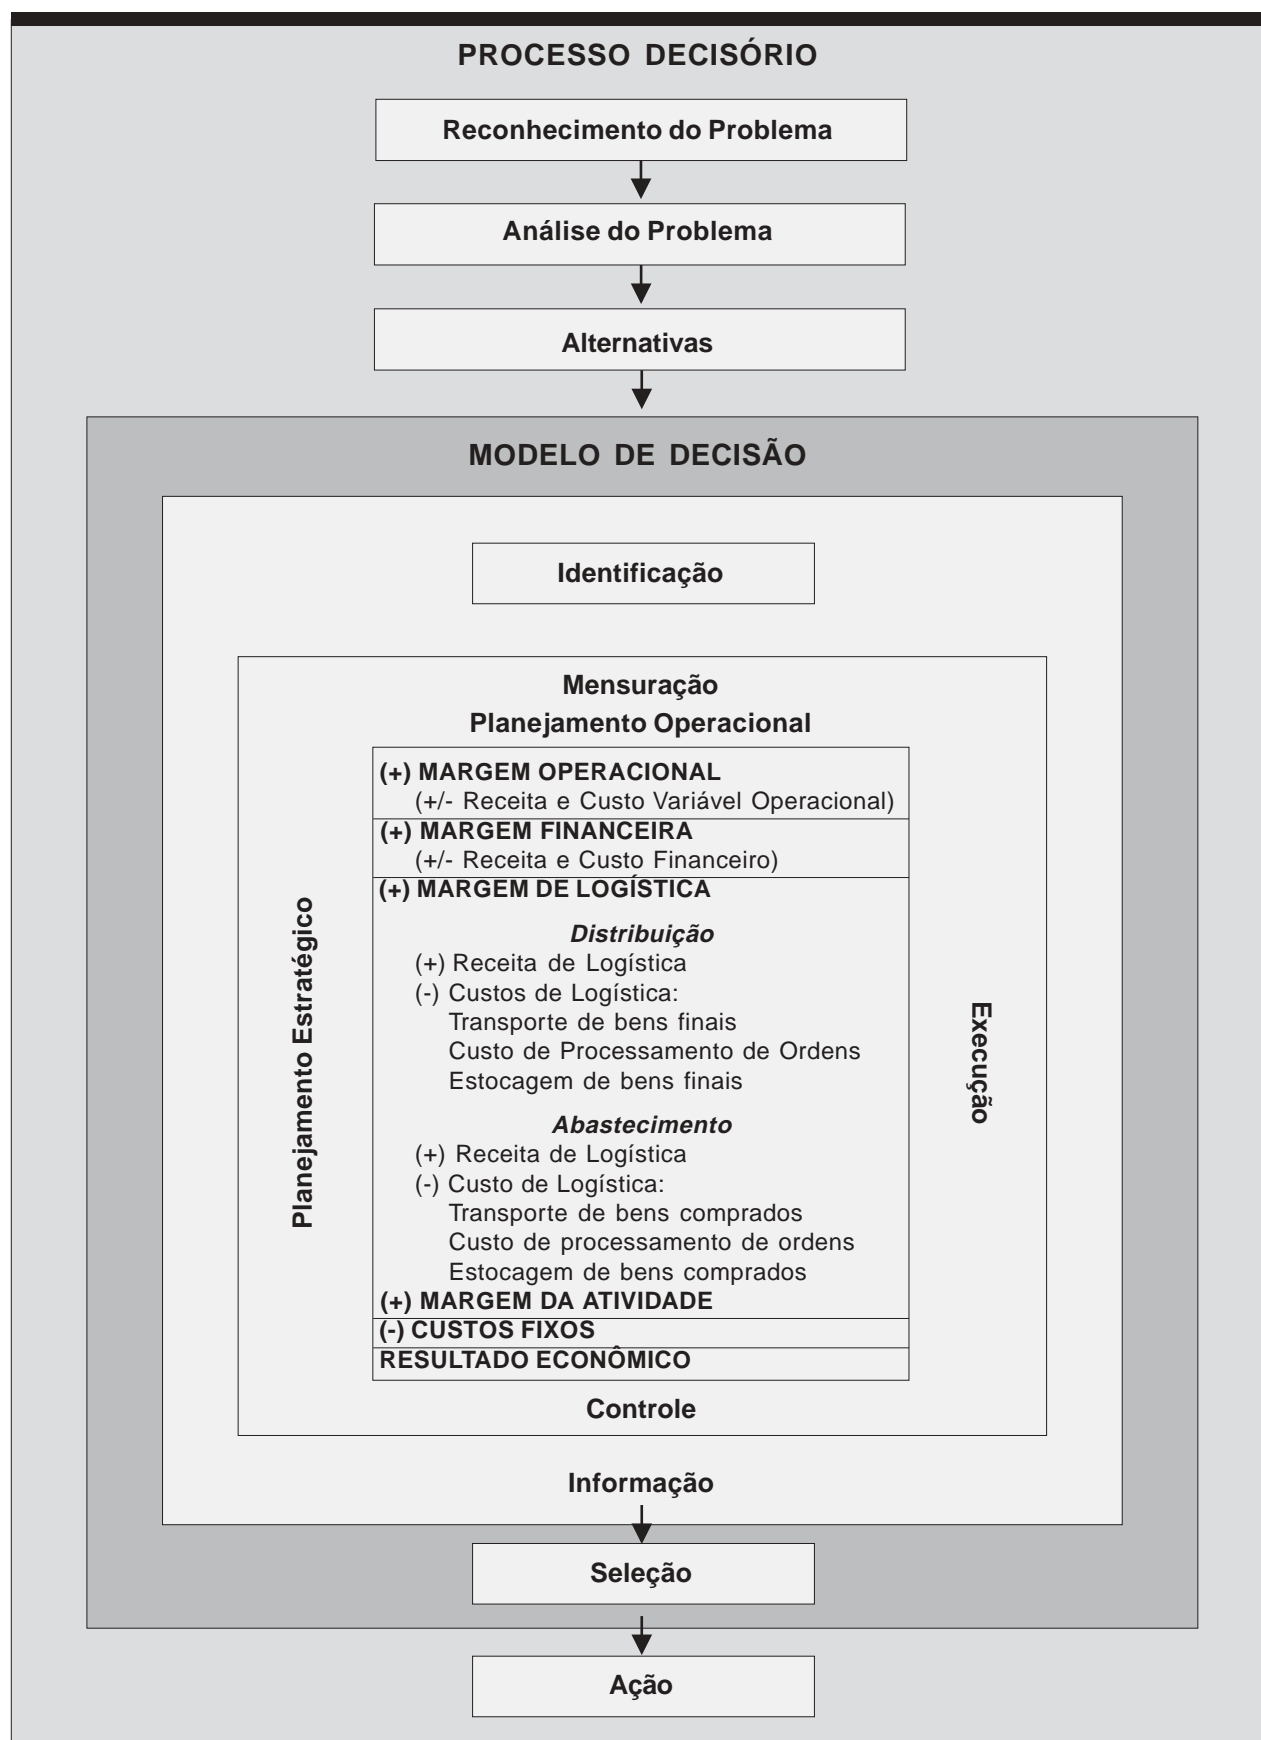 PROCESSO DECISÓRIO
Reconhecimento do Problema
Análise do Problema
Alternativas
MODELO DE DECISÃO
Identificação
Mensuração
Planejamento Operacional
Planejamento Estratégico
(+) MARGEM OPERACIONAL
(+/- Receita e Custo Variável Operacional)
(+) MARGEM FINANCEIRA
(+/- Receita e Custo Financeiro)
(+) MARGEM DE LOGÍSTICA
Distribuição
(+) Receita de Logística
(-) Custos de Logística:
Transporte de bens finais
Custo de Processamento de Ordens
Estocagem de bens finais
Abastecimento
(+) Receita de Logística
(-) Custo de Logística:
Transporte de bens comprados
Custo de processamento de ordens
Estocagem de bens comprados
(+) MARGEM DA ATIVIDADE
(-) CUSTOS FIXOS
RESULTADO ECONÔMICO
Execução
Controle
Informação
Seleção
Ação